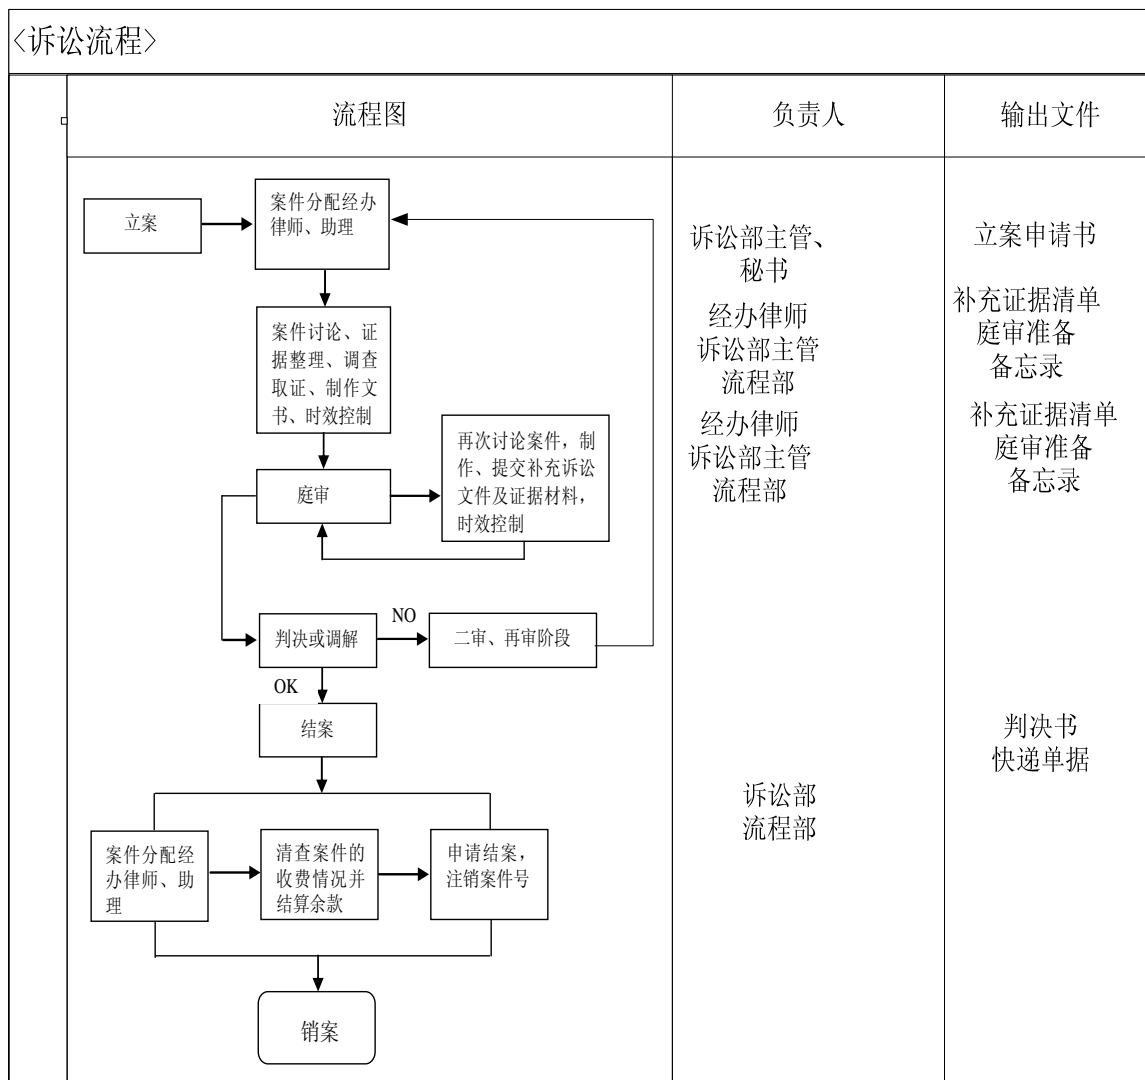 <诉讼流程>
流程图
负责人
输出文件
立案
案件分配经办
律师、助理
案件讨论、证
据整理、调查
取证、制作文
书、时效控制
庭审
再次讨论案件，制
作、提交补充诉讼
文件及证据材料，
时效控制
判决或调解
NO
二审、再审阶段
OK
结案
案件分配经
办律师、助
理
清查案件的
收费情况并
结算余款
申请结案，
注销案件号
销案
诉讼部主管、
秘书
经办律师
诉讼部主管
流程部
经办律师
诉讼部主管
流程部
诉讼部
流程部
立案申请书
补充证据清单
庭审准备
备忘录
补充证据清单
庭审准备
备忘录
判决书
快递单据